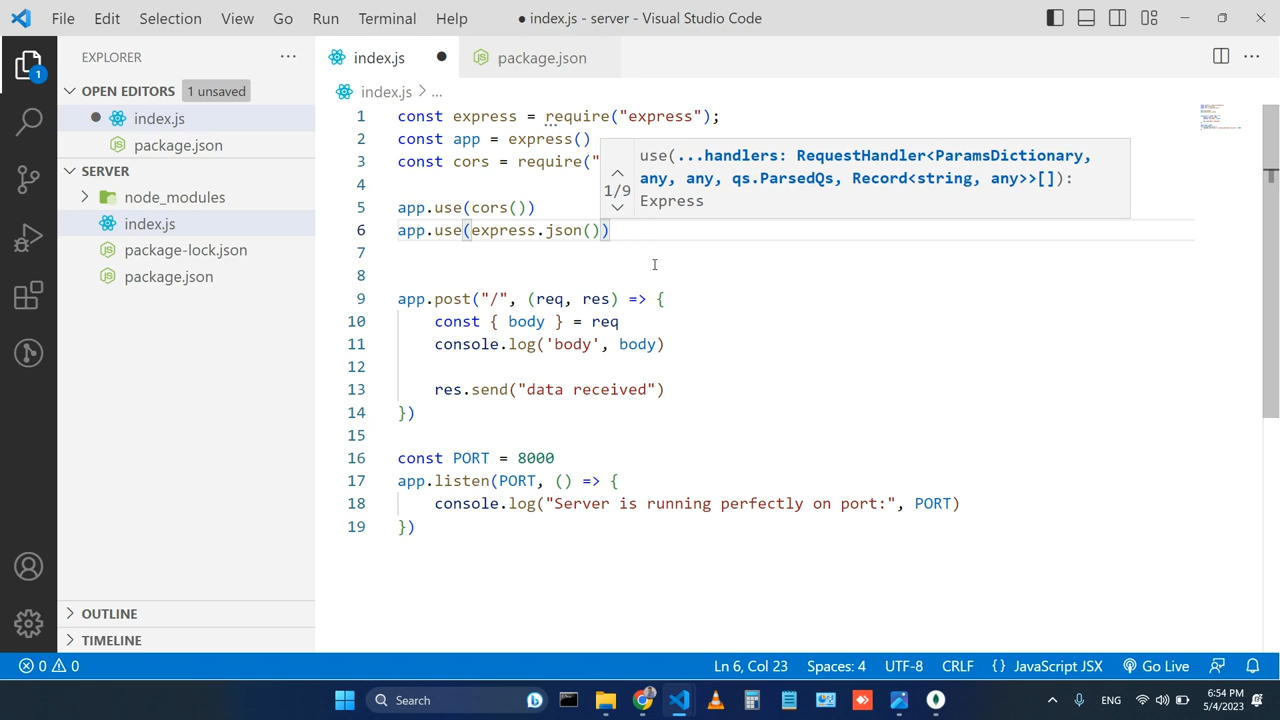 File Edit Selection View Go Run Terminal Help
● index.js - server - Visual Studio Code
EXPLORER
1
OPEN EDITORS 1 unsaved
index.js
package.json
SERVER
node_modules
index.js
package-lock.json
package.json
OUTLINE
TIMELINE
index.js
package.json
index.js > ...
1 const express = require("express");
2 const app = express()
3 const cors = require("
4
5 app.use(cors())
6 app.use(express.json())
7
8
9 app.post("/", (req, res) => {
10 const { body } = req
11 console.log('body', body)
12
13 res.send("data received")
14 })
15
16 const PORT = 8000
17 app.listen(PORT, () => {
18 console.log("Server is running perfectly on port:", PORT)
19 })
1/9
use(...handlers: RequestHandler<ParamsDictionary,
any, any, qs.ParsedQs, Record<string, any>>[]):
Express
0 0
Ln 6, Col 23 Spaces: 4 UTF-8 CRLF {} JavaScript JSX Go Live
Search
ENG
6:54 PM
5/4/2023